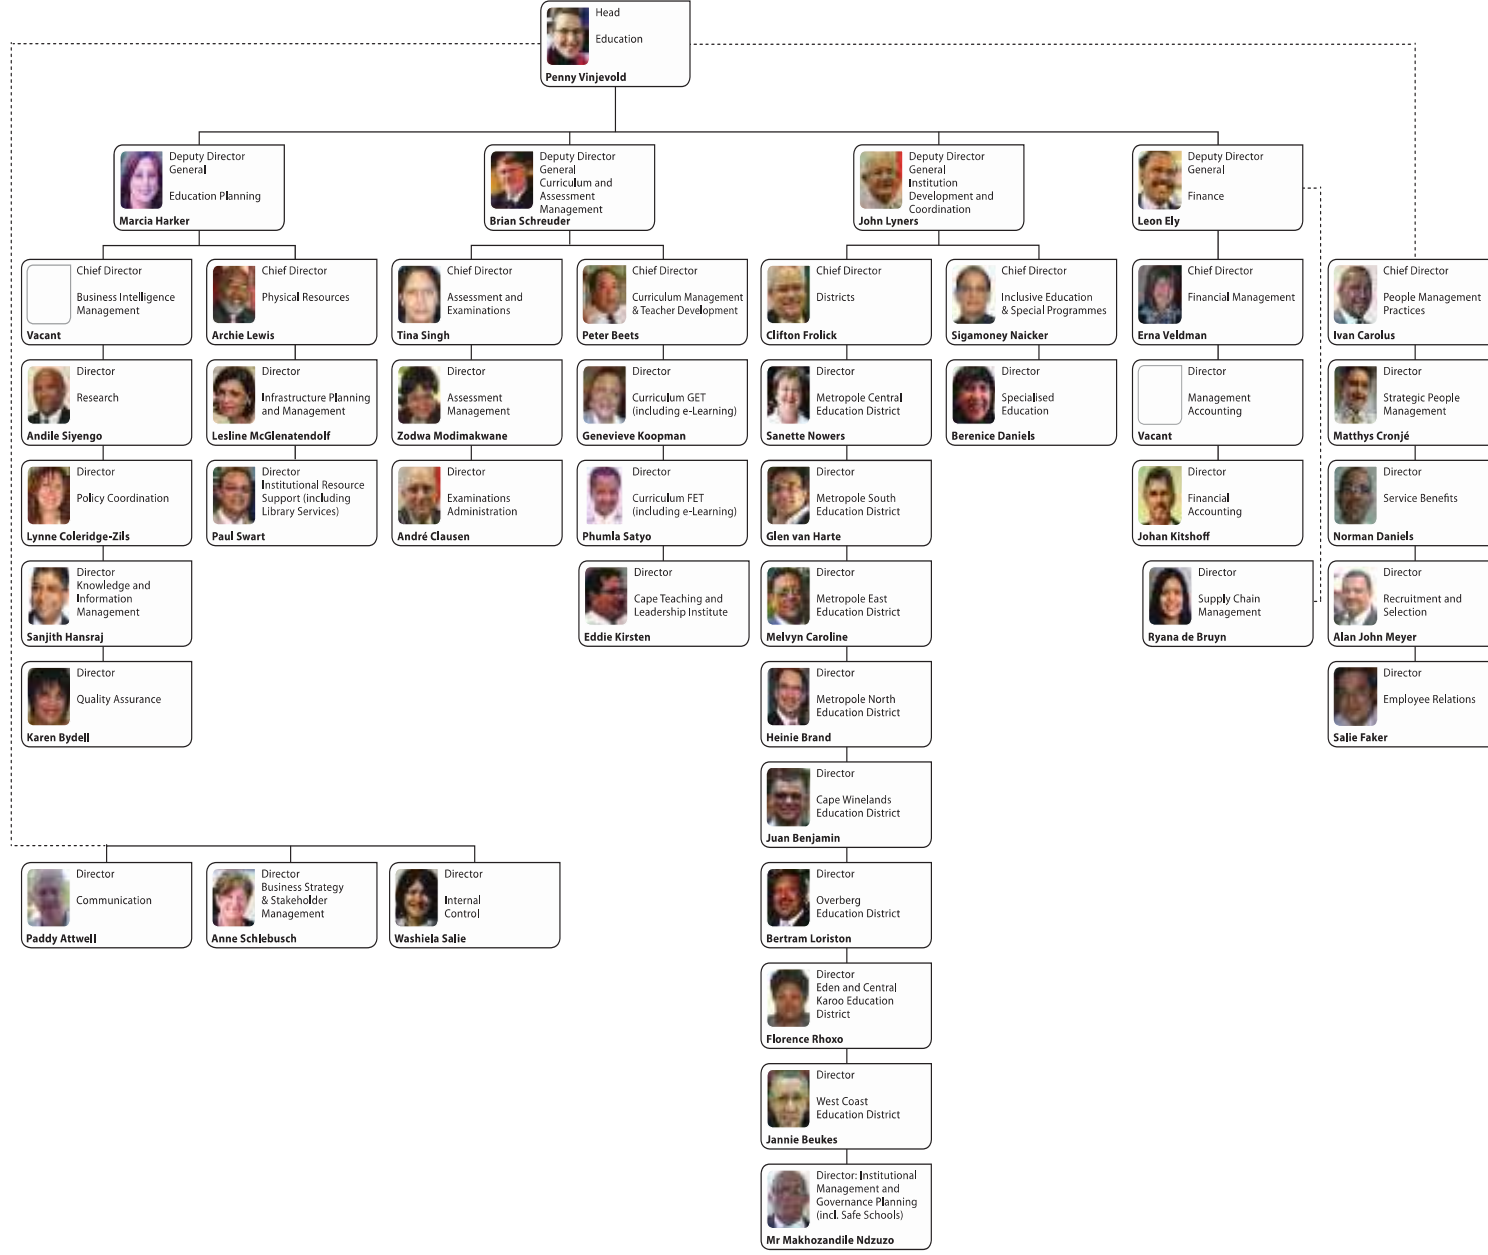 Head
Education
Penny Vinjevold
Deputy Director
General
Education Planning
Marcia Harker
Deputy Director
General
Curriculum and
Assessment
Management
Brian Schreuder
Deputy Director
General
Institution
Development and
Coordination
John Lyners
Deputy Director
General
Finance
Leon Ely
Chief Director
Business Intelligence
Management
Vacant
Chief Director
Physical Resources
Archie Lewis
Chief Director
Assessment and
Examinations
Tina Singh
Chief Director
Curriculum Management
& Teacher Development
Peter Beets
Chief Director
Districts
Clifton Frolick
Chief Director
Inclusive Education
& Special Programmes
Sigamoney Naicker
Chief Director
Financial Management
Erna Veldman
Chief Director
People Management
Practices
Ivan Carolus
Director
Research
Andile Siyengo
Director
Infrastructure Planning
and Management
Lesline McGlenatendolf
Director
Assessment
Management
Zodwa Modimakwane
Director
Curriculum GET
(including e-Learning)
Genevieve Koopman
Director
Metropole Central
Education District
Sanette Nowers
Director
Specialised
Education
Berenice Daniels
Director
Management
Accounting
Vacant
Director
Strategic People
Management
Matthys Cronjé
Director
Policy Coordination
Lynne Coleridge-Zils
Director
Institutional Resource
Support (including
Library Services)
Paul Swart
Director
Examinations
Administration
André Clausen
Director
Curriculum FET
(including e-Learning)
Phumla Satyo
Director
Metropole South
Education District
Glen van Harte
Director
Financial
Accounting
Johan Kitshoff
Director
Service Benefits
Norman Daniels
Director
Knowledge and
Information
Management
Sanjith Hansraj
Director
Cape Teaching and
Leadership Institute
Eddie Kirsten
Director
Metropole East
Education District
Melvyn Caroline
Director
Supply Chain
Management
Ryana de Bruyn
Director
Recruitment and
Selection
Alan John Meyer
Director
Quality Assurance
Karen Bydell
Director
Metropole North
Education District
Heinie Brand
Director
Employee Relations
Salie Faker
Director
Cape Winelands
Education District
Juan Benjamin
Director
Communication
Paddy Attwell
Director
Business Strategy
& Stakeholder
Management
Anne Schlebusch
Director
Internal
Control
Washiela Salie
Director
Overberg
Education District
Bertram Loriston
Director
Eden and Central
Karoo Education
District
Florence Rhoxo
Director
West Coast
Education District
Jannie Beukes
Director: Institutional
Management and
Governance Planning
(incl. Safe Schools)
Mr Makhozandile Ndzuzo